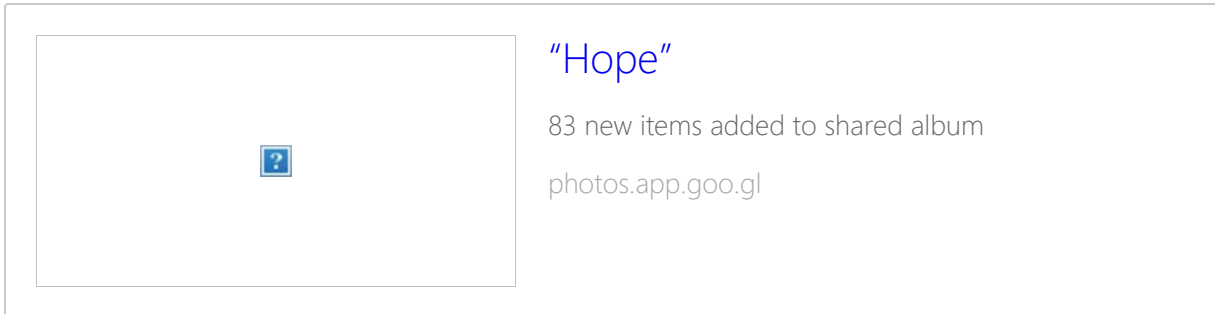 “Hope”
83 new items added to shared album
photos.app.goo.gl